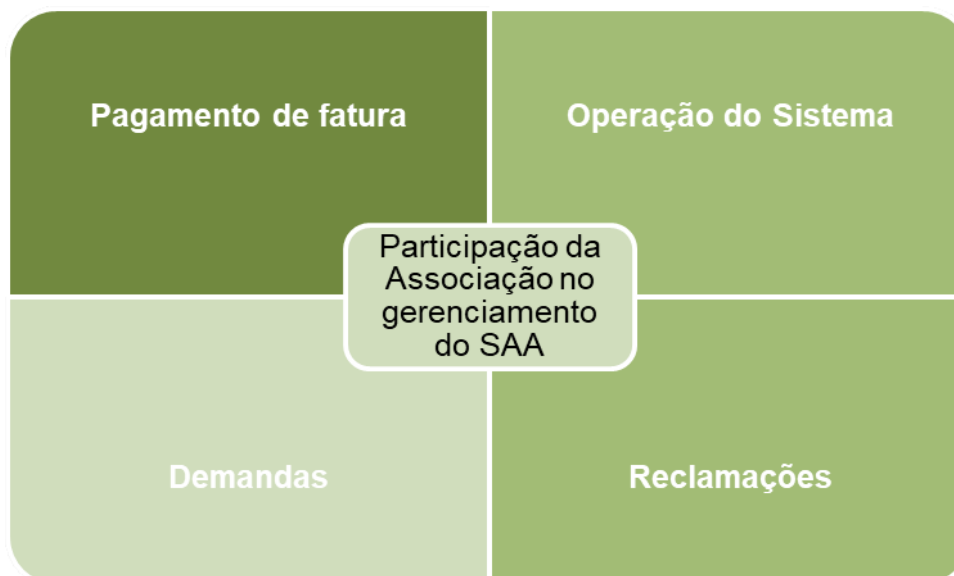 Pagamento de fatura
Operação do Sistema
Participação da
Associação no
gerenciamento
do SAA
Demandas
Reclamações